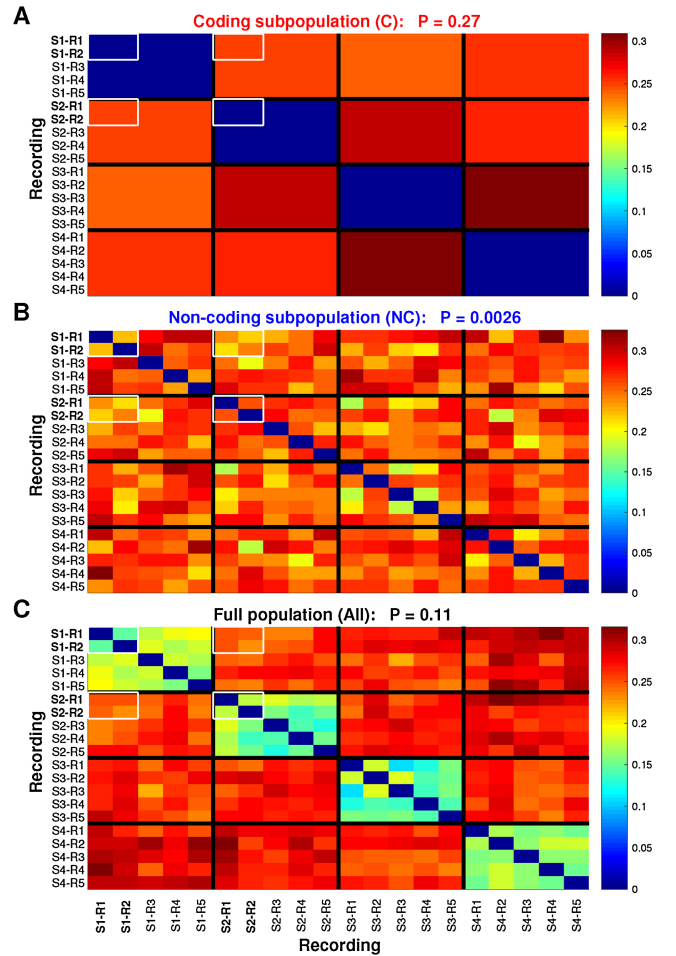 A
Coding subpopulation (C): P = 0.27
S1-R1
S1-R2
S1-R3
S1-R4
S1-R5
S2-R1
S2-R2
S2-R3
S2-R4
S2-R5
S3-R1
S3-R2
S3-R3
S3-R4
S3-R5
S4-R1
S4-R2
S4-R3
S4-R4
S4-R5
Recording
0.3
0.25
0.2
0.15
0.1
0.05
0
B
Non-coding subpopulation (NC): P = 0.0026
S1-R1
S1-R2
S1-R3
S1-R4
S1-R5
S2-R1
S2-R2
S2-R3
S2-R4
S2-R5
S3-R1
S3-R2
S3-R3
S3-R4
S3-R5
S4-R1
S4-R2
S4-R3
S4-R4
S4-R5
Recording
0.3
0.25
0.2
0.15
0.1
0.05
0
C
Full population (All): P = 0.11
S1-R1
S1-R2
S1-R3
S1-R4
S1-R5
S2-R1
S2-R2
S2-R3
S2-R4
S2-R5
S3-R1
S3-R2
S3-R3
S3-R4
S3-R5
S4-R1
S4-R2
S4-R3
S4-R4
S4-R5
Recording
0.3
0.25
0.2
0.15
0.1
0.05
0
S1-R1
S1-R2
S1-R3
S1-R4
S1-R5
S2-R1
S2-R2
S2-R3
S2-R4
S2-R5
S3-R1
S3-R2
S3-R3
S3-R4
S3-R5
S4-R1
S4-R2
S4-R3
S4-R4
S4-R5
Recording